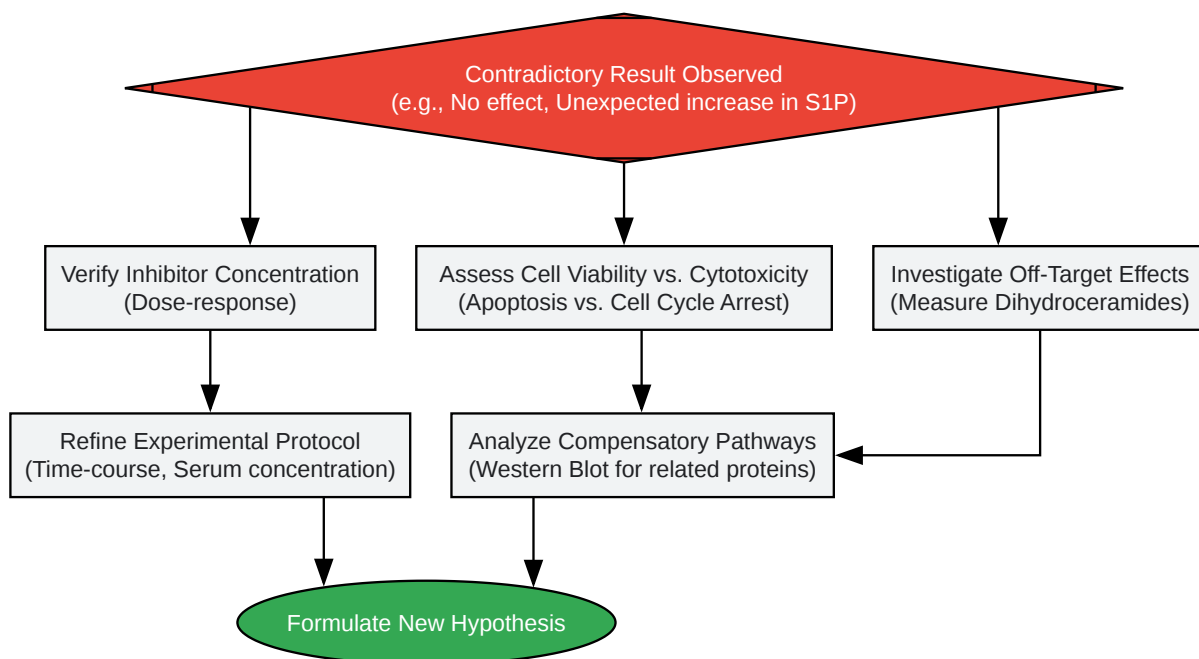 Contradictory Result Observed
(e.g., No effect, Unexpected increase in S1P)
Verify Inhibitor Concentration
(Dose-response)
Assess Cell Viability vs. Cytotoxicity
(Apoptosis vs. Cell Cycle Arrest)
Investigate Off-Target Effects
(Measure Dihydroceramides)
Refine Experimental Protocol
(Time-course, Serum concentration)
Analyze Compensatory Pathways
(Western Blot for related proteins)
Formulate New Hypothesis